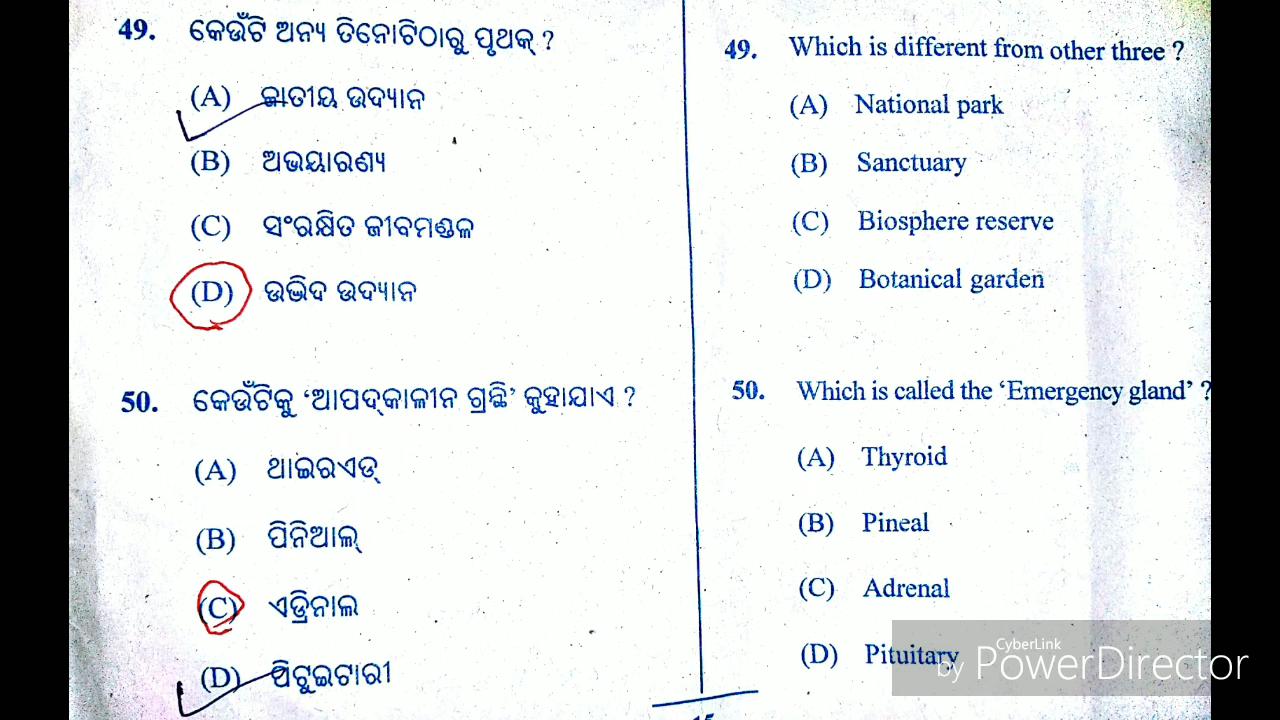 49. କେଉଁଟି ଅନ୍ୟ ତିନୋଟିଠାରୁ ପୃଥକ୍ ?
(A) ଜାତୀୟ ଉଦ୍ୟାନ
(B) ଅଭୟାରଣ୍ୟ
(C) ସଂରକ୍ଷିତ ଜୀବମଣ୍ଡଳ
(D) ଉଦ୍ଭିଦ ଉଦ୍ୟାନ
50. କେଉଁଟିକୁ ‘ଆପଦ୍‌କାଳୀନ ଗ୍ରନ୍ଥି’ କୁହାଯାଏ ?
(A) ଥାଇରଏଡ୍
(B) ପିନିଆଲ୍
(C) ଏଡ୍ରିନାଲ
(D) ପିଟୁଇଟାରୀ
49. Which is different from other three ?
(A) National park
(B) Sanctuary
(C) Biosphere reserve
(D) Botanical garden
50. Which is called the ‘Emergency gland’ ?
(A) Thyroid
(B) Pineal
(C) Adrenal
(D) Pituitary
CyberLink
by PowerDirector